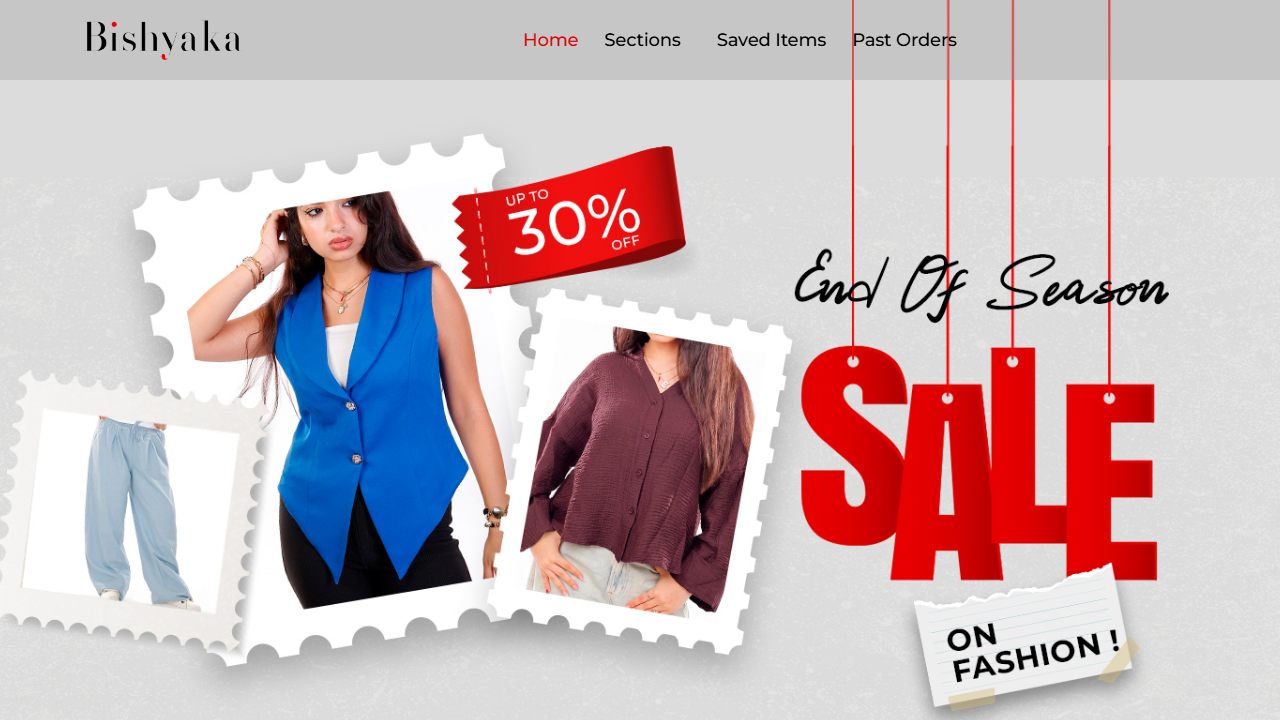 Bishyaka
Home Sections Saved Items Past Orders
UP TO
30%
OFF
End Of Season
SALE
ON
FASHION !